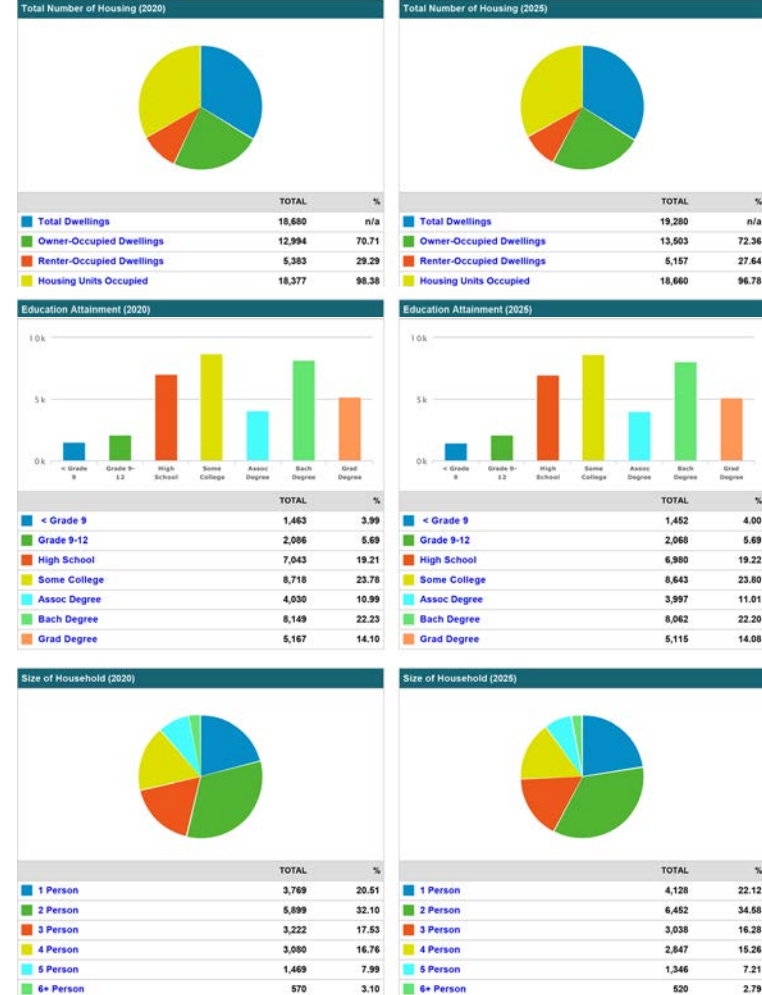 Total Number of Housing (2020)
TOTAL %
Total Dwellings 18,680 n/a
Owner-Occupied Dwellings 12,994 70.71
Renter-Occupied Dwellings 5,383 29.29
Housing Units Occupied 18,377 98.38
Total Number of Housing (2025)
TOTAL %
Total Dwellings 19,280 n/a
Owner-Occupied Dwellings 13,503 72.36
Renter-Occupied Dwellings 5,157 27.64
Housing Units Occupied 18,660 96.78
Education Attainment (2020)
10k
5k
0k
< Grade 9 Grade 9-12 High School Some College Assoc Degree Bach Degree Grad Degree
TOTAL %
< Grade 9 1,463 3.99
Grade 9-12 2,086 5.69
High School 7,043 19.21
Some College 8,718 23.78
Assoc Degree 4,030 10.99
Bach Degree 8,149 22.23
Grad Degree 5,167 14.10
Education Attainment (2025)
10k
5k
0k
< Grade 9 Grade 9-12 High School Some College Assoc Degree Bach Degree Grad Degree
TOTAL %
< Grade 9 1,452 4.00
Grade 9-12 2,068 5.69
High School 6,980 19.22
Some College 8,643 23.80
Assoc Degree 3,997 11.01
Bach Degree 8,062 22.20
Grad Degree 5,115 14.08
Size of Household (2020)
TOTAL %
1 Person 3,769 20.51
2 Person 5,899 32.10
3 Person 3,222 17.53
4 Person 3,080 16.76
5 Person 1,469 7.99
6+ Person 570 3.10
Size of Household (2025)
TOTAL %
1 Person 4,128 22.12
2 Person 6,452 34.58
3 Person 3,038 16.28
4 Person 2,847 15.26
5 Person 1,346 7.21
6+ Person 520 2.79